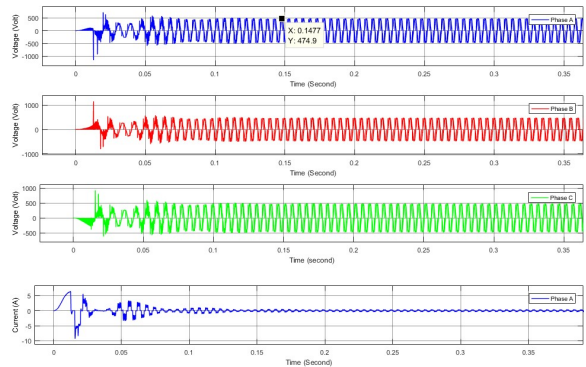 Voltage (Volt)
500
0
-500
-1000
Phase A
X: 0.1477
Y: 474.9
0 0.05 0.1 0.15 0.2 0.25 0.3 0.35
Time (Second)
Voltage (Volt)
1000
0
-1000
Phase B
0 0.05 0.1 0.15 0.2 0.25 0.3 0.35
Time (Second)
Voltage (Volt)
1000
500
0
-500
Phase C
0 0.05 0.1 0.15 0.2 0.25 0.3 0.35
Time (second)
Current (A)
5
0
-5
-10
Phase A
0 0.05 0.1 0.15 0.2 0.25 0.3 0.35
Time (Second)